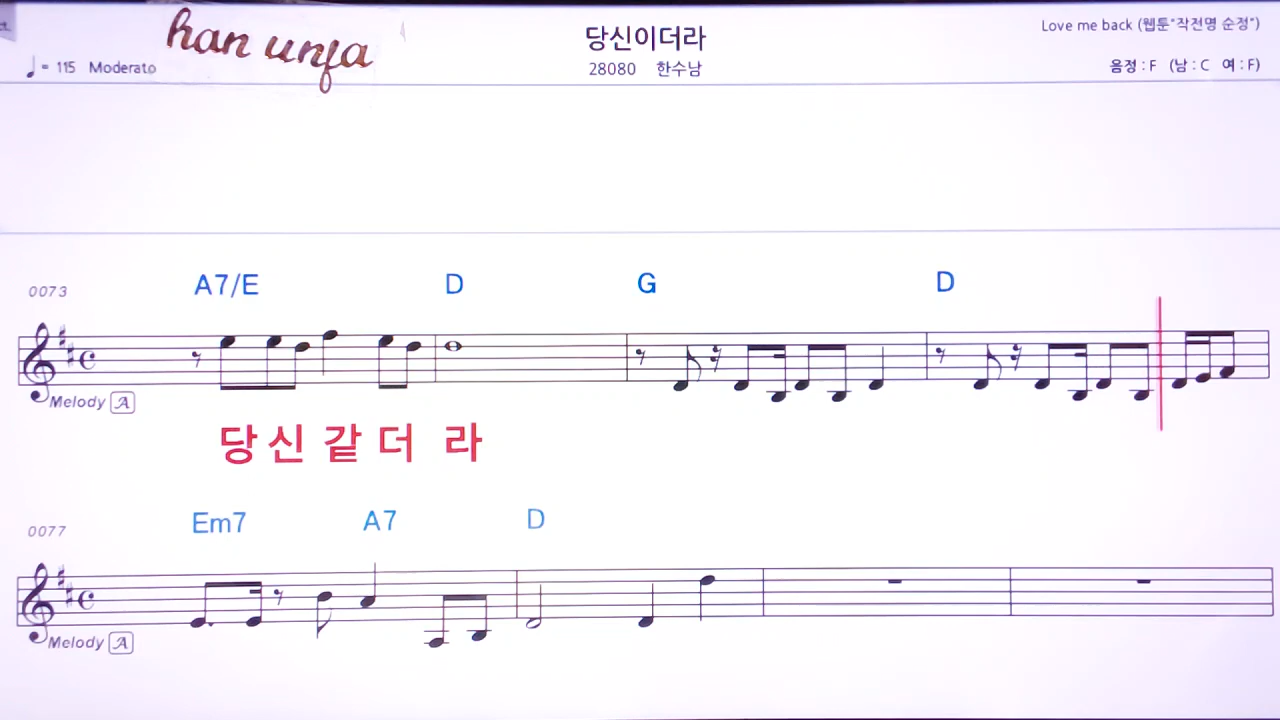 han unja
당신이더라
Love me back (웹툰"작전명 순정")
♩= 115 Moderato
28080 한수남
음정 : F (남 : C 여 : F)
0073
A7/E D G D
Melody A
당신 같더 라
0077
Em7 A7 D
Melody A